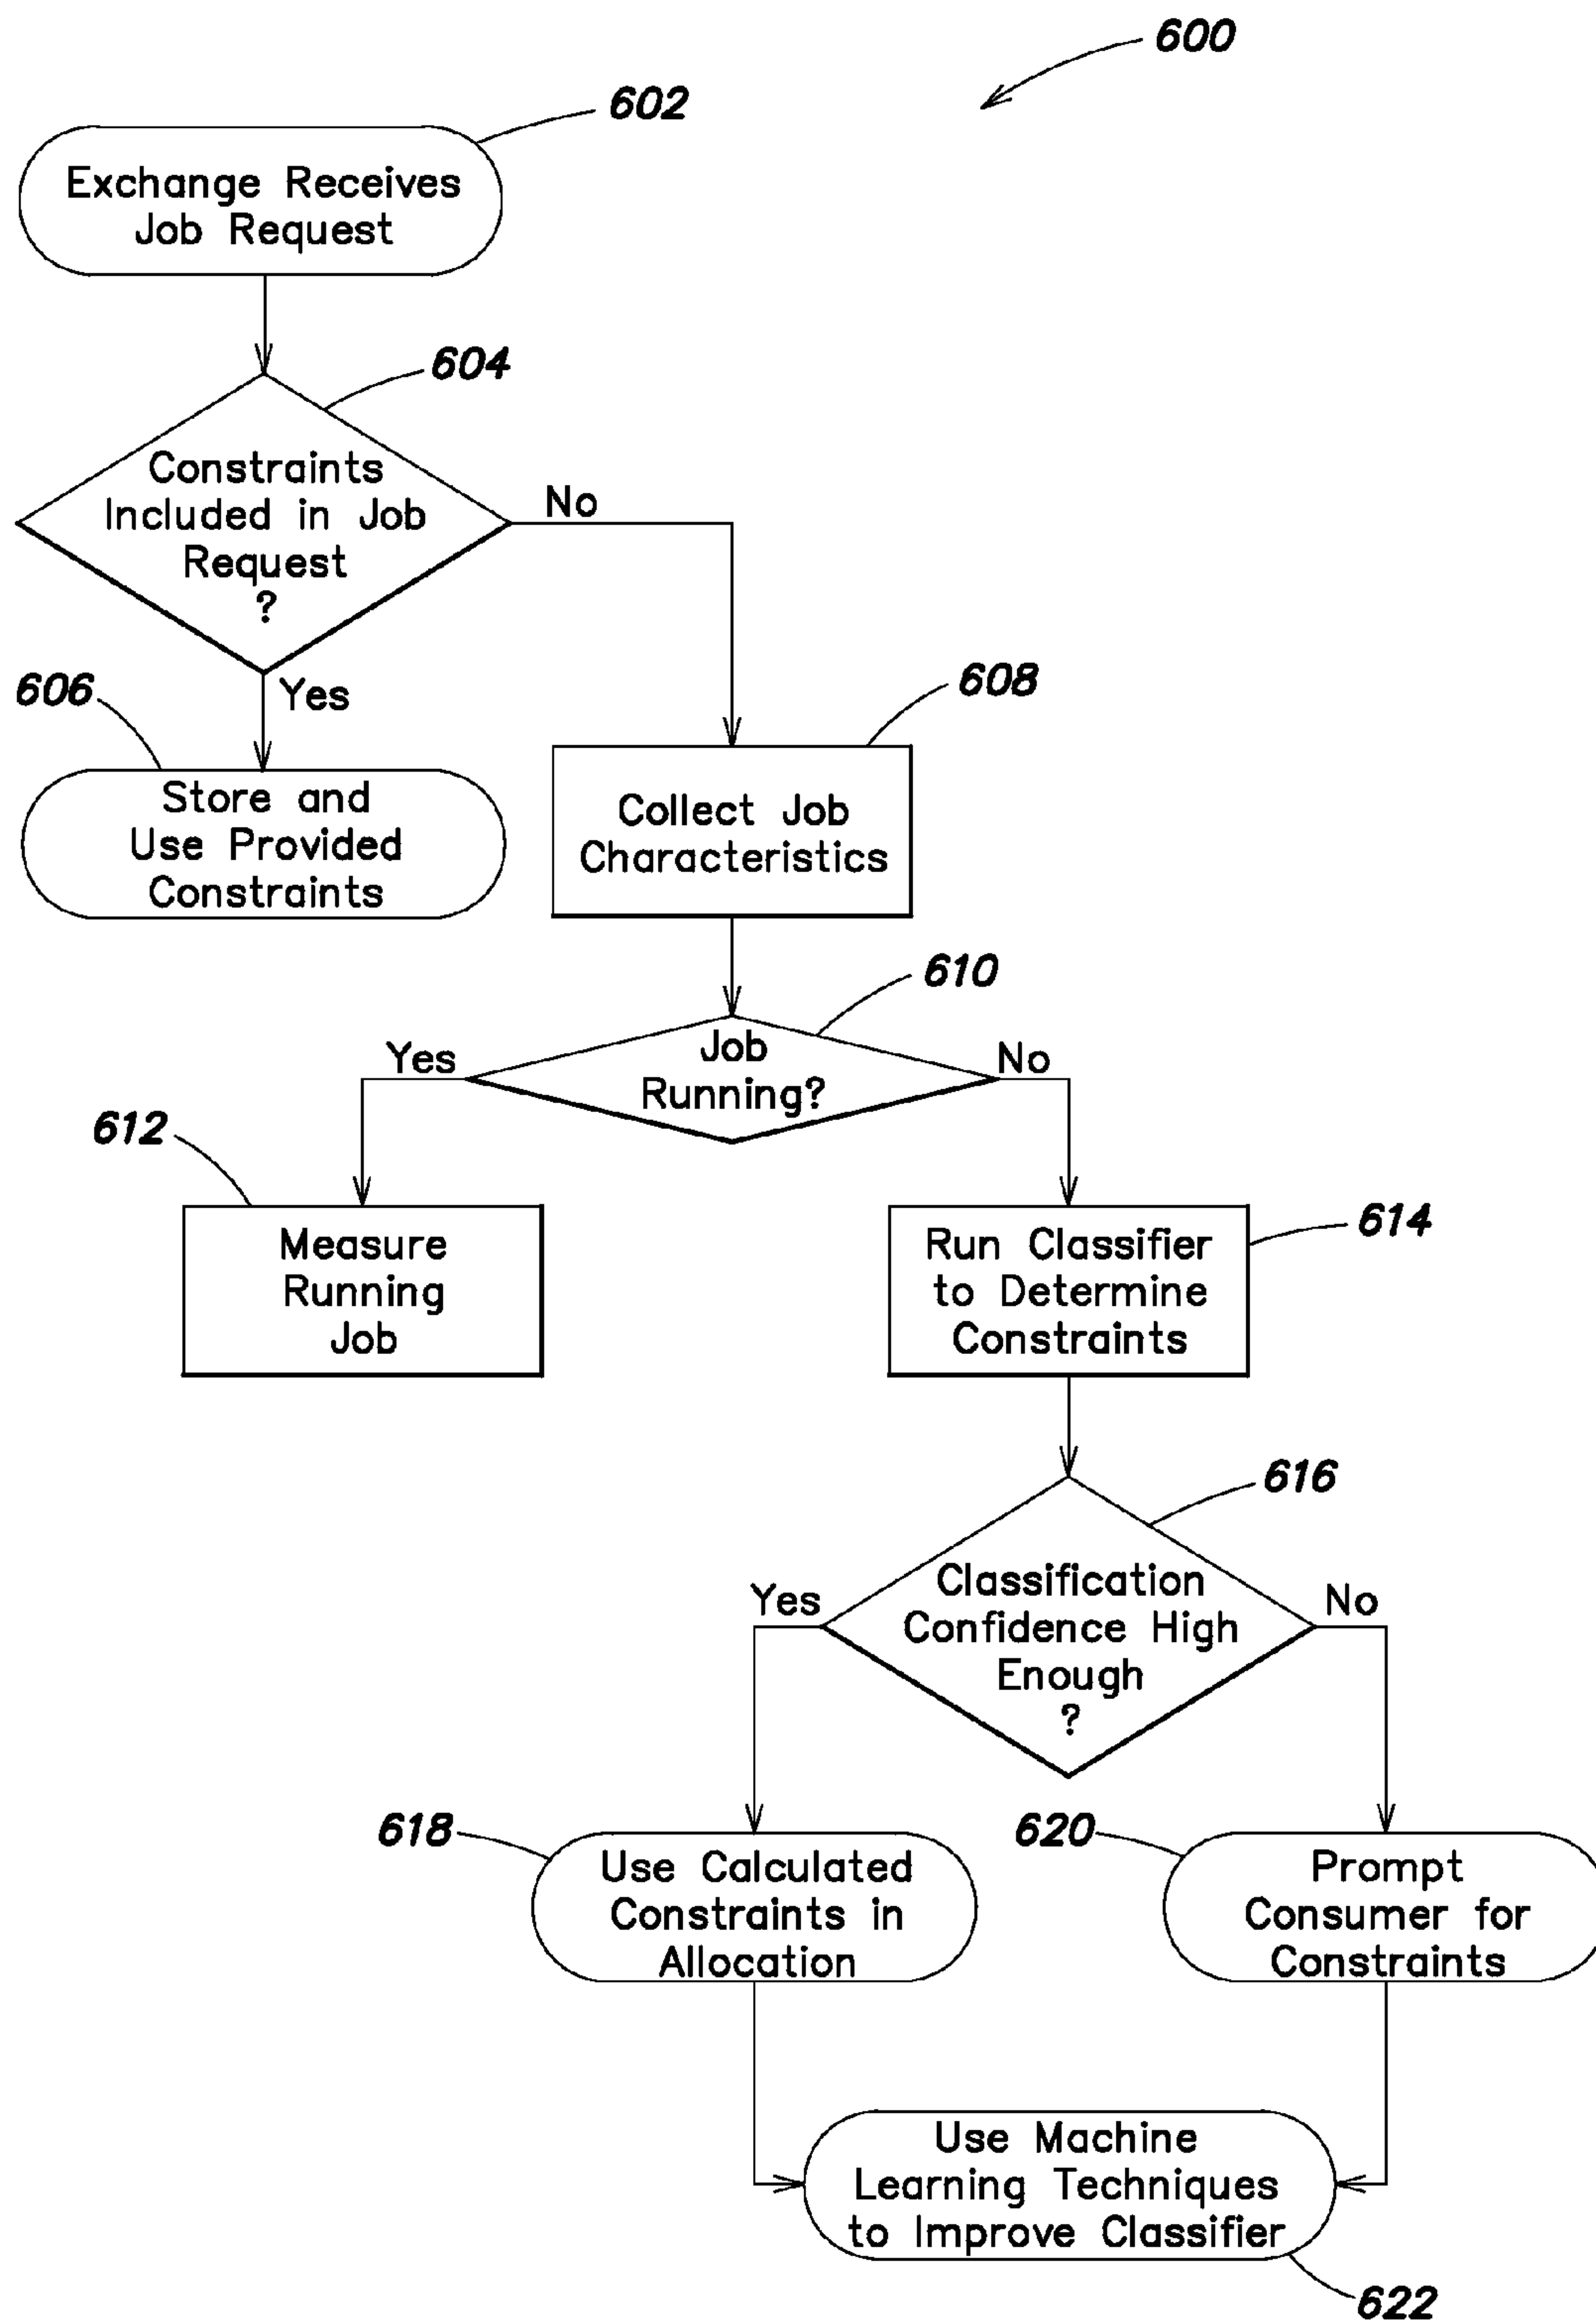 600
602
Exchange Receives
Job Request
604
Constraints
Included in Job
Request
?
No
Yes
606
Store and
Use Provided
Constraints
608
Collect Job
Characteristics
610
Job
Running?
Yes
No
612
Measure
Running
Job
614
Run Classifier
to Determine
Constraints
616
Classification
Confidence High
Enough
?
Yes
No
618
Use Calculated
Constraints in
Allocation
620
Prompt
Consumer for
Constraints
Use Machine
Learning Techniques
to Improve Classifier
622